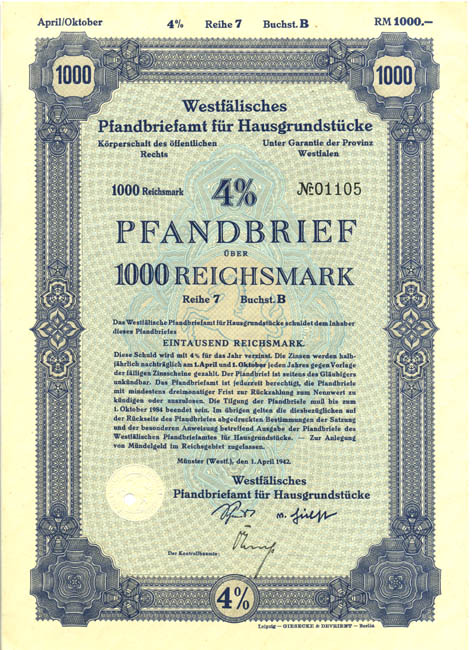 April/Oktober 4% Reihe 7 Buchst. B RM 1000.—
1000 1000
Westfälisches
Pfandbriefamt für Hausgrundstücke
Körperschaft des öffentlichen Unter Garantie der Provinz
Rechts Westfalen
1000 Reichsmark 4% № 01105
PFANDBRIEF
ÜBER
1000 REICHSMARK
Reihe 7 Buchst. B
Das Westfälische Pfandbriefamt für Hausgrundstücke schuldet dem Inhaber
dieses Pfandbriefes
EINTAUSEND REICHSMARK.
Diese Schuld wird mit 4% für das Jahr verzinst. Die Zinsen werden halb-
jährlich nachträglich am 1. April und 1. Oktober jeden Jahres gegen Vorlage
der fälligen Zinsscheine gezahlt. Der Pfandbrief ist seitens des Gläubigers
unkündbar. Das Pfandbriefamt ist jederzeit berechtigt, die Pfandbriefe
mit mindestens dreimonatiger Frist zur Rückzahlung zum Nennwert zu
kündigen oder auszulosen. Die Tilgung der Pfandbriefe muß bis zum
1. Oktober 1984 beendet sein. Im übrigen gelten die diesbezüglichen auf
der Rückseite des Pfandbriefes abgedruckten Bestimmungen der Satzung
und der besonderen Anweisung betreffend Ausgabe der Pfandbriefe des
Westfälischen Pfandbriefamtes für Hausgrundstücke. — Zur Anlegung
von Mündelgeld im Reichsgebiet zugelassen.
Münster (Westf.), den 1. April 1942.
Westfälisches
Pfandbriefamt für Hausgrundstücke
Der Kontrollbeamte:
4%
Leipzig — GIESECKE & DEVRIENT — Berlin